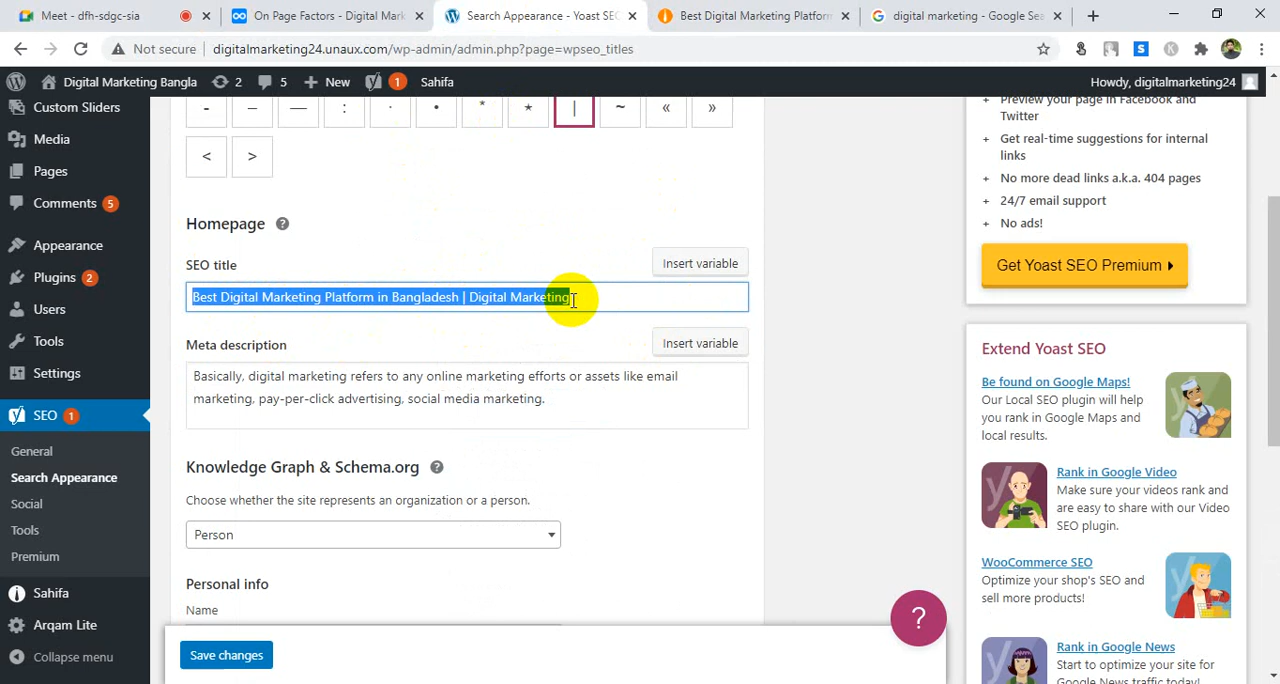 Meet - dfh-sdgc-sia
On Page Factors - Digital Mark
Search Appearance - Yoast SEO
Best Digital Marketing Platform
digital marketing - Google Sea
Not secure
digitalmarketing24.unaux.com/wp-admin/admin.php?page=wpseo_titles
Digital Marketing Bangla
2
5
New
1
Sahifa
Howdy, digitalmarketing24
Custom Sliders
Media
Pages
Comments 5
Appearance
Plugins 2
Users
Tools
Settings
SEO 1
General
Search Appearance
Social
Tools
Premium
Sahifa
Arqam Lite
Collapse menu
- – — : · • * ⋆ | ~ « »
< >
Homepage ?
SEO title
Insert variable
Best Digital Marketing Platform in Bangladesh | Digital Marketing
Meta description
Insert variable
Basically, digital marketing refers to any online marketing efforts or assets like email
marketing, pay-per-click advertising, social media marketing.
Knowledge Graph & Schema.org ?
Choose whether the site represents an organization or a person.
Person
Personal info
Name
Save changes
?
+ Preview your page in Facebook and
Twitter
+ Get real-time suggestions for internal
links
+ No more dead links a.k.a. 404 pages
+ 24/7 email support
+ No ads!
Get Yoast SEO Premium
Extend Yoast SEO
Be found on Google Maps!
Our Local SEO plugin will help
you rank in Google Maps and
local results.
Rank in Google Video
Make sure your videos rank and
are easy to share with our Video
SEO plugin.
WooCommerce SEO
Optimize your shop's SEO and
sell more products!
Rank in Google News
Start to optimize your site for
Google News traffic today!